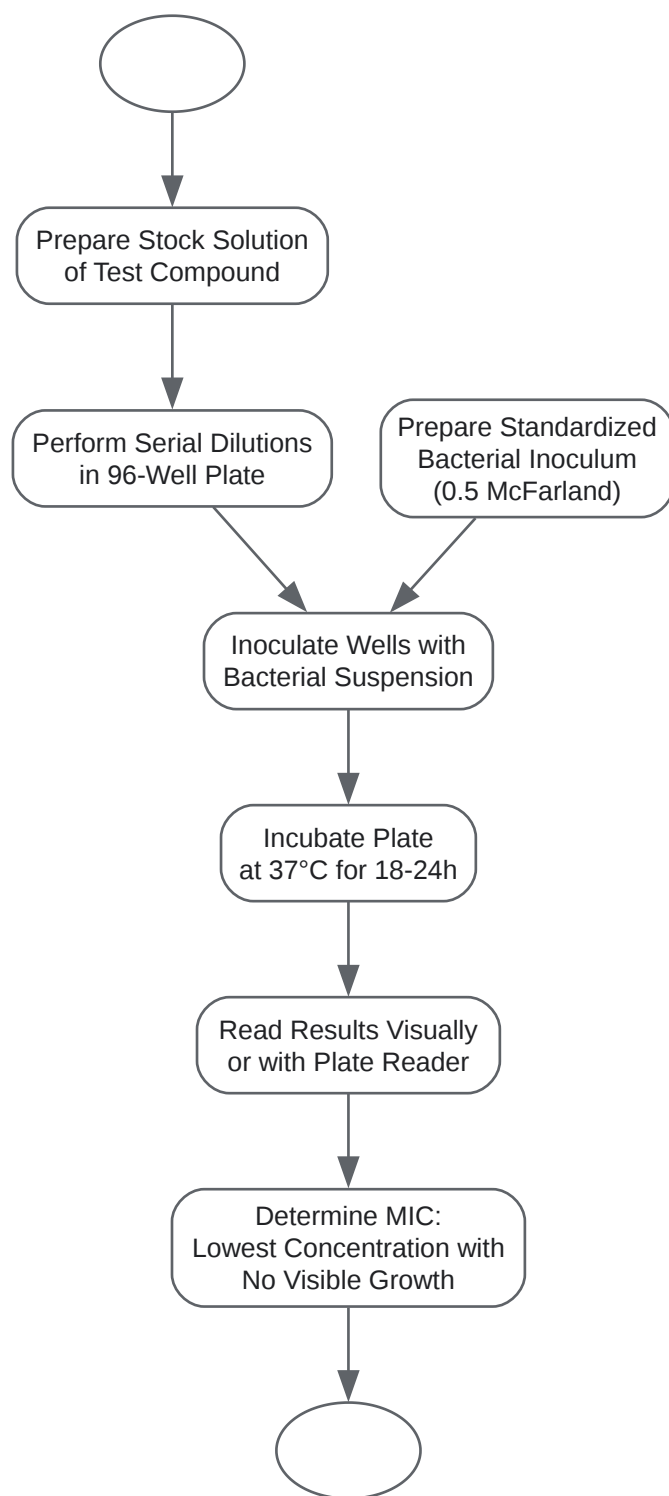 Prepare Stock Solution
of Test Compound
Perform Serial Dilutions
in 96-Well Plate
Prepare Standardized
Bacterial Inoculum
(0.5 McFarland)
Inoculate Wells with
Bacterial Suspension
Incubate Plate
at 37°C for 18-24h
Read Results Visually
or with Plate Reader
Determine MIC:
Lowest Concentration with
No Visible Growth